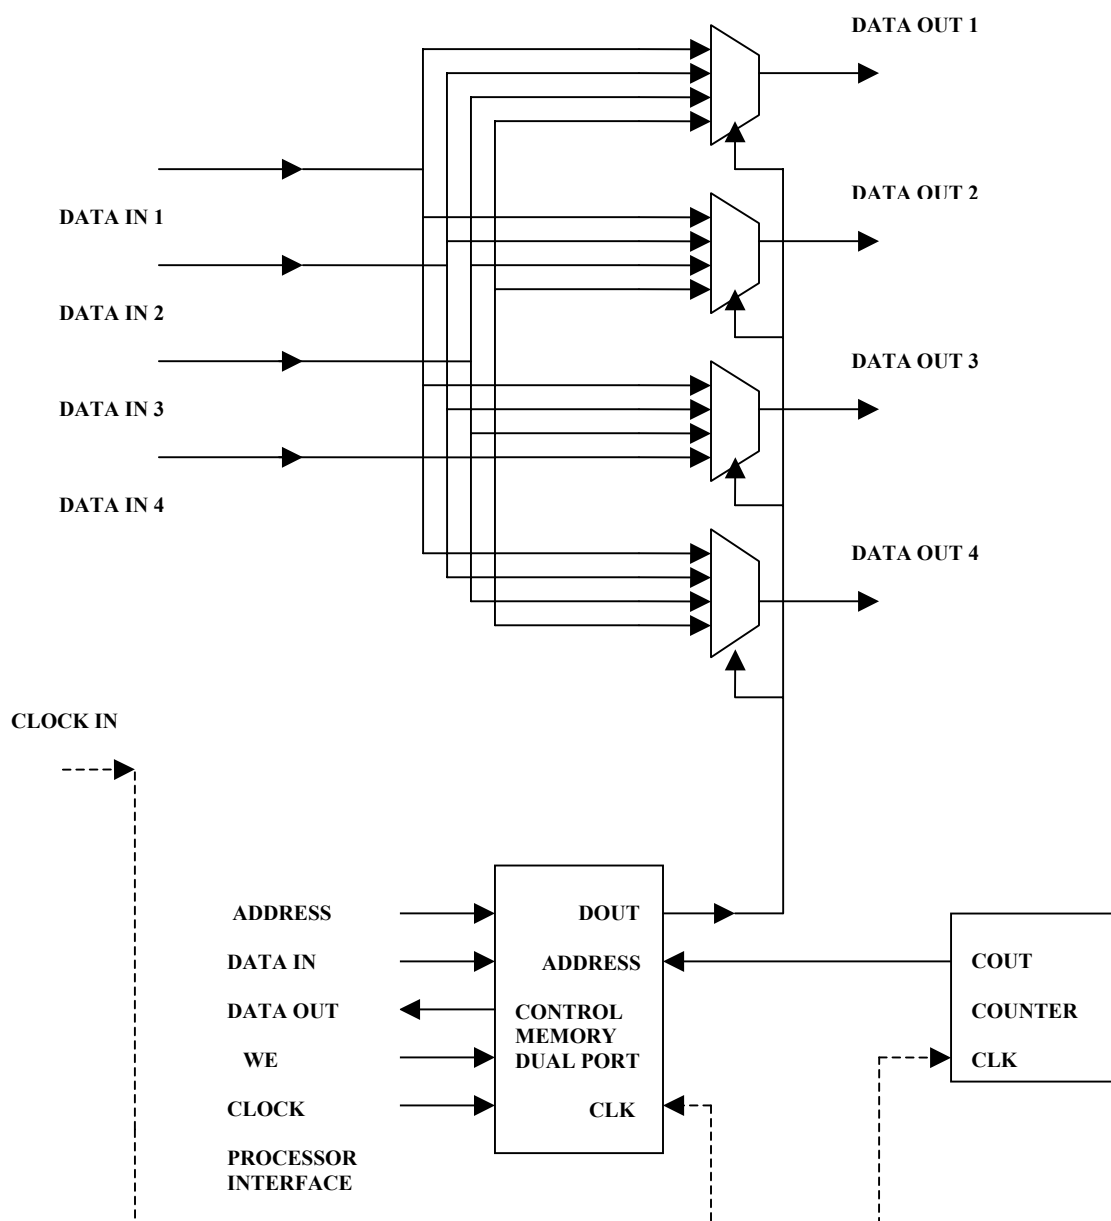 DATA OUT 1
DATA OUT 2
DATA IN 1
DATA IN 2
DATA OUT 3
DATA IN 3
DATA IN 4
DATA OUT 4
CLOCK IN
ADDRESS
DATA IN
DATA OUT
WE
CLOCK
PROCESSOR
INTERFACE
DOUT
ADDRESS
CONTROL
MEMORY
DUAL PORT
CLK
COUT
COUNTER
CLK